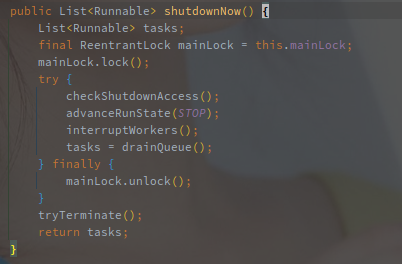 public List<Runnable> shutdownNow() {
    List<Runnable> tasks;
    final ReentrantLock mainLock = this.mainLock;
    mainLock.lock();
    try {
        checkShutdownAccess();
        advanceRunState(STOP);
        interruptWorkers();
        tasks = drainQueue();
    } finally {
        mainLock.unlock();
    }
    tryTerminate();
    return tasks;
}